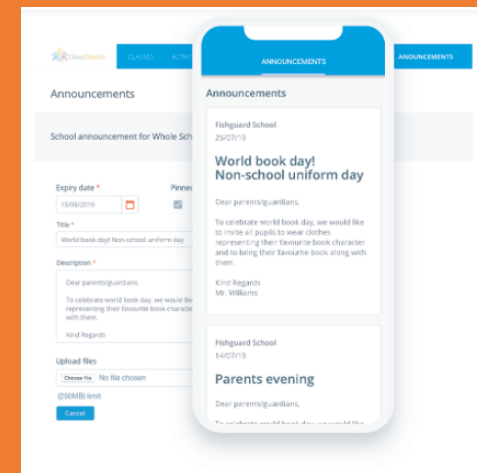 ClassCharts
CLASSES
ANNOUNCEMENTS
Announcements
School announcement for Whole Sch
Expiry date *
Pinned
15/08/2019
Title *
World book day! Non-school uniform day
Description *
Dear parents/guardians,
To celebrate world book day, we would like
representing their favourite book character
with them.
Kind Regards
Upload files
Choose file No file chosen
(250MB) limit
Cancel
ANNOUNCEMENTS
Announcements
Fishguard School
25/07/19
World book day!
Non-school uniform day
Dear parents/guardians,
To celebrate world book day, we would like
to invite all pupils to wear clothes
representing their favourite book character
and to bring their favourite book along with
them.
Kind Regards
Mr. Williams
Fishguard School
14/07/19
Parents evening
Dear parents/guardians,